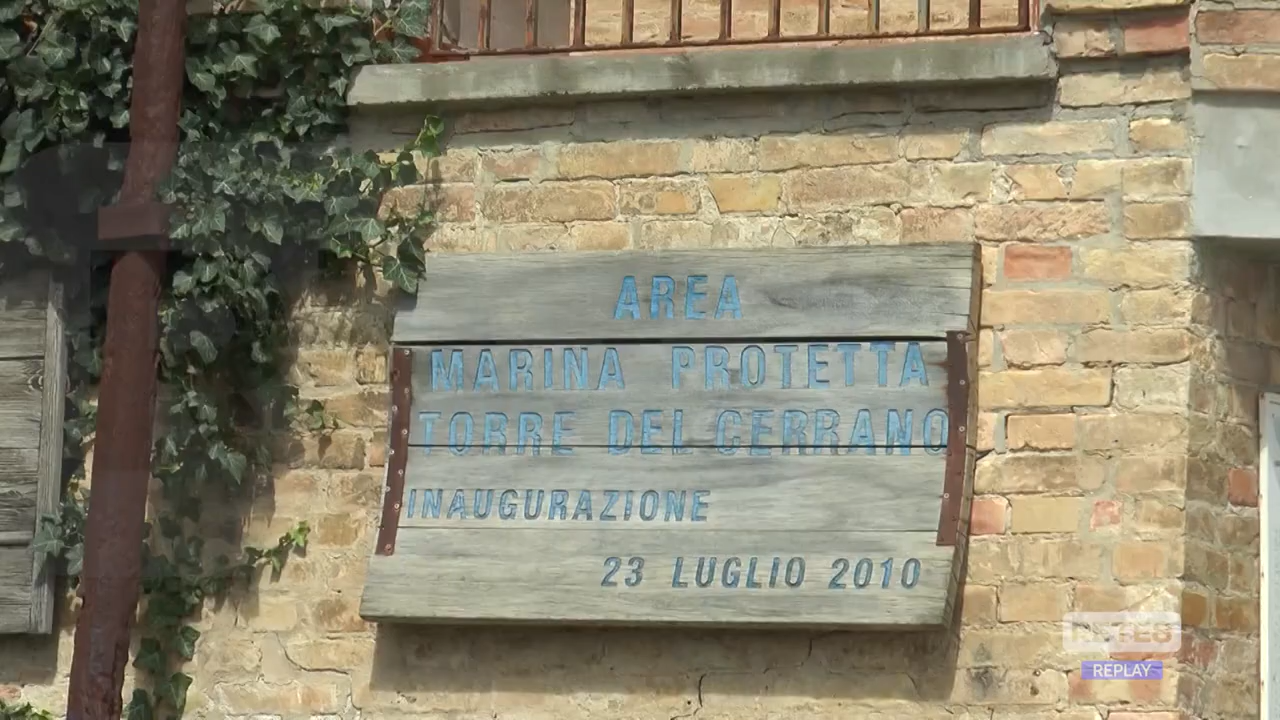 AREA
MARINA PROTETTA
TORRE DEL CERRANO
INAUGURAZIONE
23 LUGLIO 2010
REPLAY